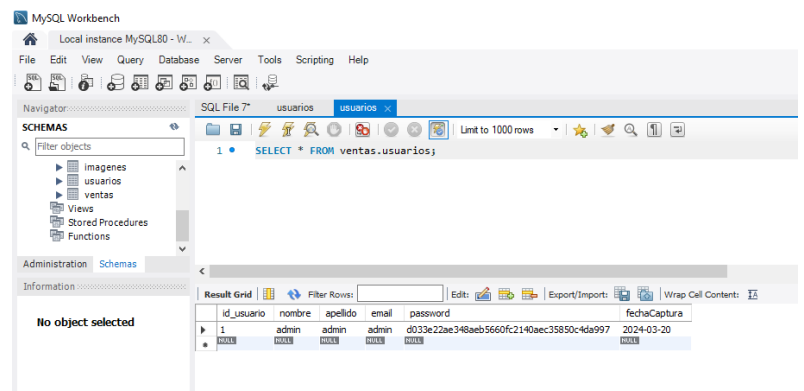 MySQL Workbench
Local instance MySQL80 - W... ×
File Edit View Query Database Server Tools Scripting Help
Navigator
SQL File 7* usuarios usuarios ×
SCHEMAS
Limit to 1000 rows
Filter objects
1 SELECT * FROM ventas.usuarios;
imagenes
usuarios
ventas
Views
Stored Procedures
Functions
Administration Schemas
Information
Result Grid Filter Rows: Edit: Export/Import: Wrap Cell Content:
No object selected
id_usuario nombre apellido email password fechaCaptura
1 admin admin admin d033e22ae348aeb5660fc2140aec35850c4da997 2024-03-20
NULL NULL NULL NULL NULL NULL